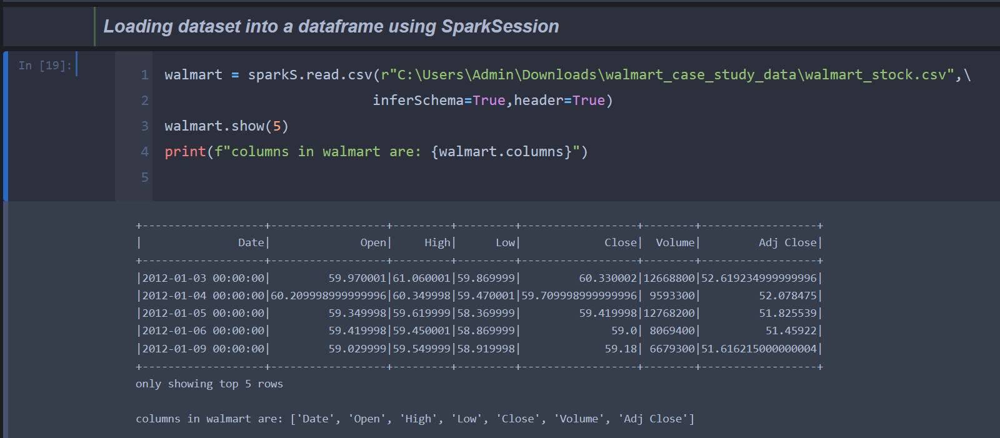 Loading dataset into a dataframe using SparkSession
In [19]:
1 walmart = sparkS.read.csv(r"C:\Users\Admin\Downloads\walmart_case_study_data\walmart_stock.csv",\
2                          inferSchema=True,header=True)
3 walmart.show(5)
4 print(f"columns in walmart are: {walmart.columns}")
5
+-------------------+------------------+---------+---------+------------------+--------+------------------+
|               Date|              Open|     High|      Low|             Close|  Volume|         Adj Close|
+-------------------+------------------+---------+---------+------------------+--------+------------------+
|2012-01-03 00:00:00|         59.970001|61.060001|59.869999|         60.330002|12668800|52.619234999999996|
|2012-01-04 00:00:00|60.209998999999996|60.349998|59.470001|59.709998999999996| 9593300|         52.078475|
|2012-01-05 00:00:00|         59.349998|59.619999|58.369999|         59.419998|12768200|         51.825539|
|2012-01-06 00:00:00|         59.419998|59.450001|58.869999|              59.0| 8069400|          51.45922|
|2012-01-09 00:00:00|         59.029999|59.549999|58.919998|             59.18| 6679300|51.616215000000004|
+-------------------+------------------+---------+---------+------------------+--------+------------------+
only showing top 5 rows
columns in walmart are: ['Date', 'Open', 'High', 'Low', 'Close', 'Volume', 'Adj Close']